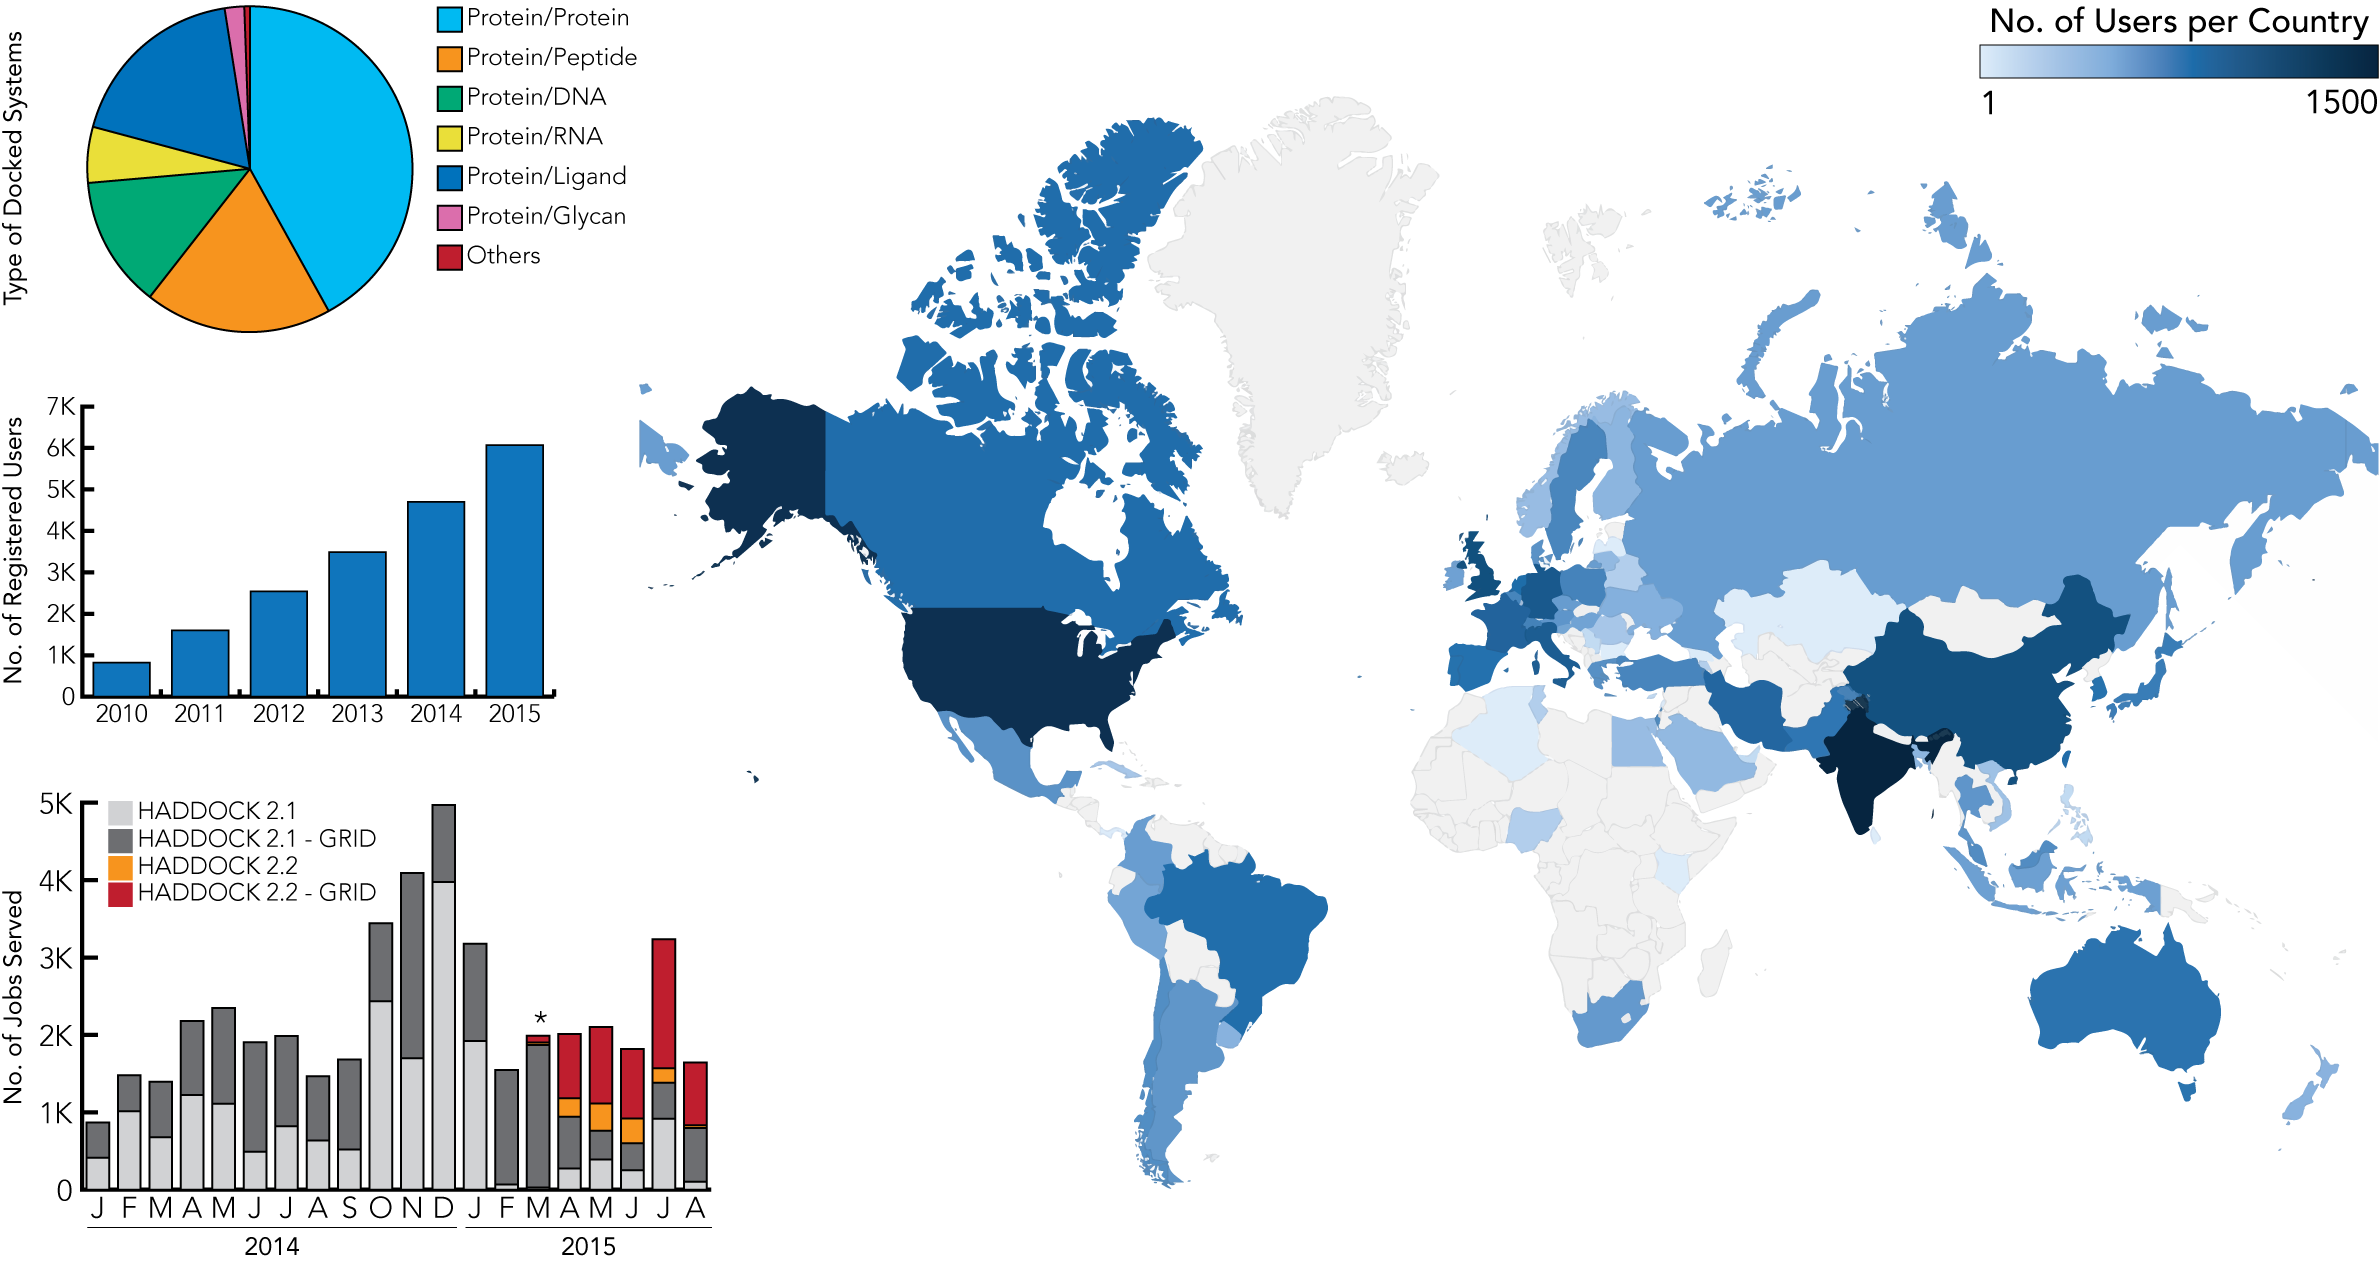 Type of Docked Systems
Protein/Protein
Protein/Peptide
Protein/DNA
Protein/RNA
Protein/Ligand
Protein/Glycan
Others
No. of Users per Country
1 1500
No. of Registered Users
7K
6K
5K
4K
3K
2K
1K
0
2010 2011 2012 2013 2014 2015
No. of Jobs Served
5K
4K
3K
2K
1K
0
HADDOCK 2.1
HADDOCK 2.1 - GRID
HADDOCK 2.2
HADDOCK 2.2 - GRID
*
J F M A M J J A S O N D J F M A M J J A
2014 2015